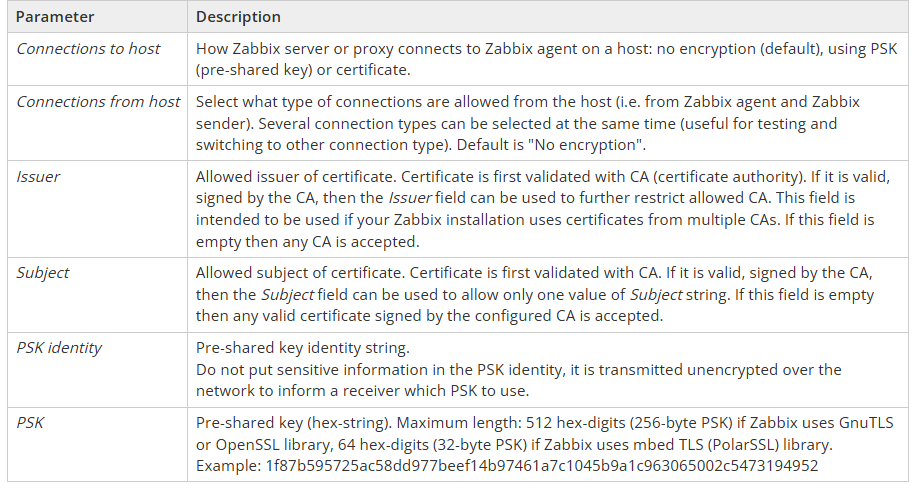 Parameter Description
Connections to host How Zabbix server or proxy connects to Zabbix agent on a host: no encryption (default), using PSK
(pre-shared key) or certificate.
Connections from host Select what type of connections are allowed from the host (i.e. from Zabbix agent and Zabbix
sender). Several connection types can be selected at the same time (useful for testing and
switching to other connection type). Default is "No encryption".
Issuer Allowed issuer of certificate. Certificate is first validated with CA (certificate authority). If it is valid,
signed by the CA, then the Issuer field can be used to further restrict allowed CA. This field is
intended to be used if your Zabbix installation uses certificates from multiple CAs. If this field is
empty then any CA is accepted.
Subject Allowed subject of certificate. Certificate is first validated with CA. If it is valid, signed by the CA,
then the Subject field can be used to allow only one value of Subject string. If this field is empty
then any valid certificate signed by the configured CA is accepted.
PSK identity Pre-shared key identity string.
Do not put sensitive information in the PSK identity, it is transmitted unencrypted over the
network to inform a receiver which PSK to use.
PSK Pre-shared key (hex-string). Maximum length: 512 hex-digits (256-byte PSK) if Zabbix uses GnuTLS
or OpenSSL library, 64 hex-digits (32-byte PSK) if Zabbix uses mbed TLS (PolarSSL) library.
Example: 1f87b595725ac58dd977beef14b97461a7c1045b9a1c963065002c5473194952